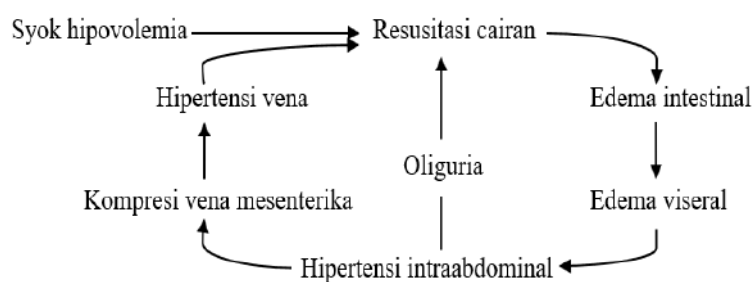 Syok hipovolemia
Resusitasi cairan
Hipertensi vena
Edema intestinal
Oliguria
Kompresi vena mesenterika
Edema viseral
Hipertensi intraabdominal